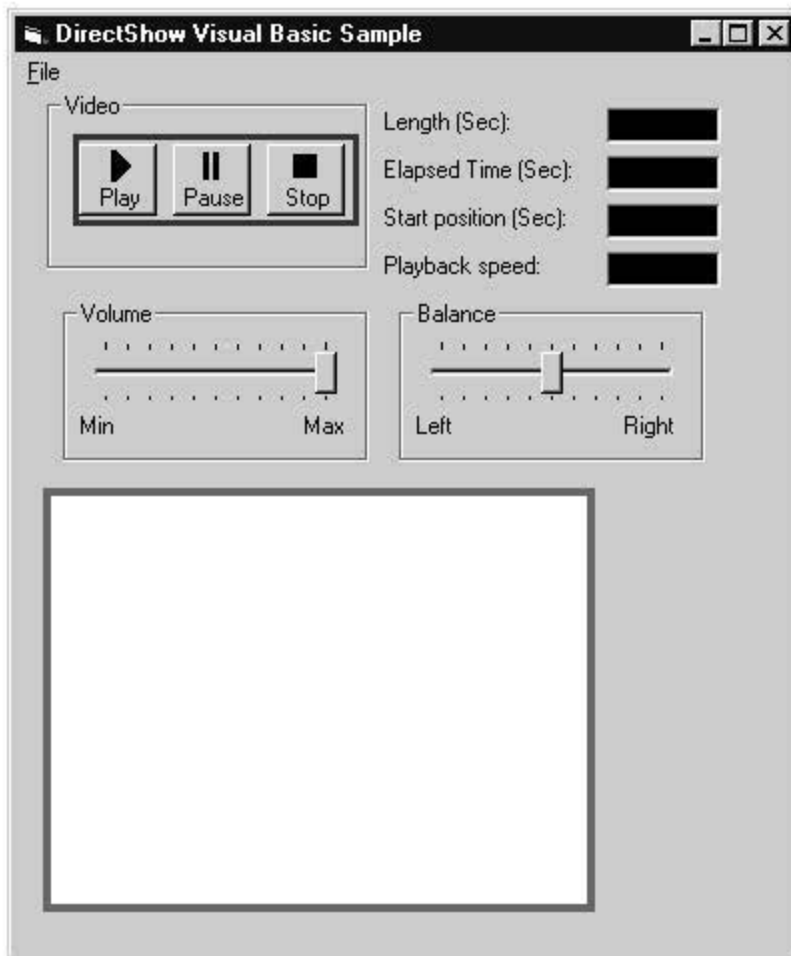 DirectShow Visual Basic Sample
File
Video
Play Pause Stop
Length (Sec):
Elapsed Time (Sec):
Start position (Sec):
Playback speed:
Volume
Min Max
Balance
Left Right